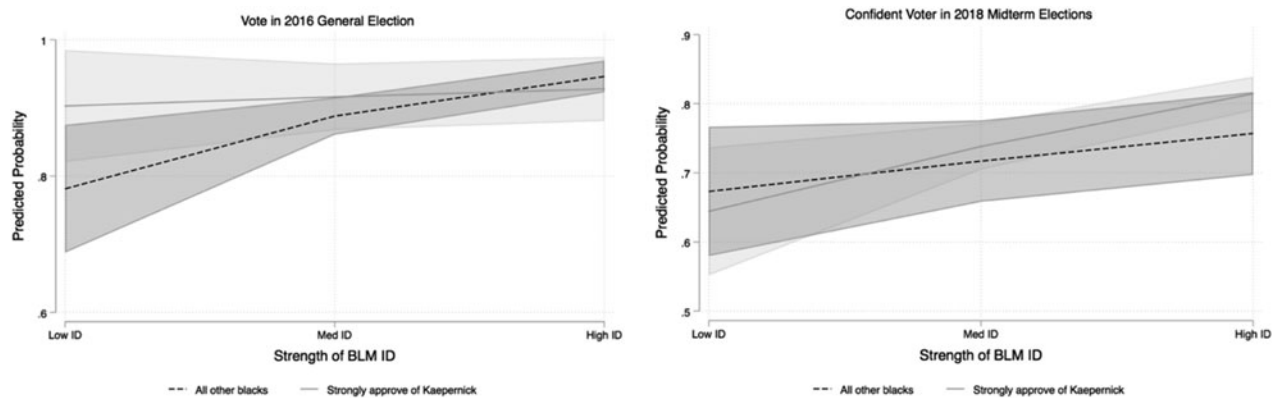 Vote in 2016 General Election
1
.8
.6
Predicted Probability
Low ID
Med ID
High ID
Strength of BLM ID
All other blacks
Strongly approve of Kaepernick
Confident Voter in 2018 Midterm Elections
.9
.8
.7
.6
.5
Predicted Probability
Low ID
Med ID
High ID
Strength of BLM ID
All other blacks
Strongly approve of Kaepernick